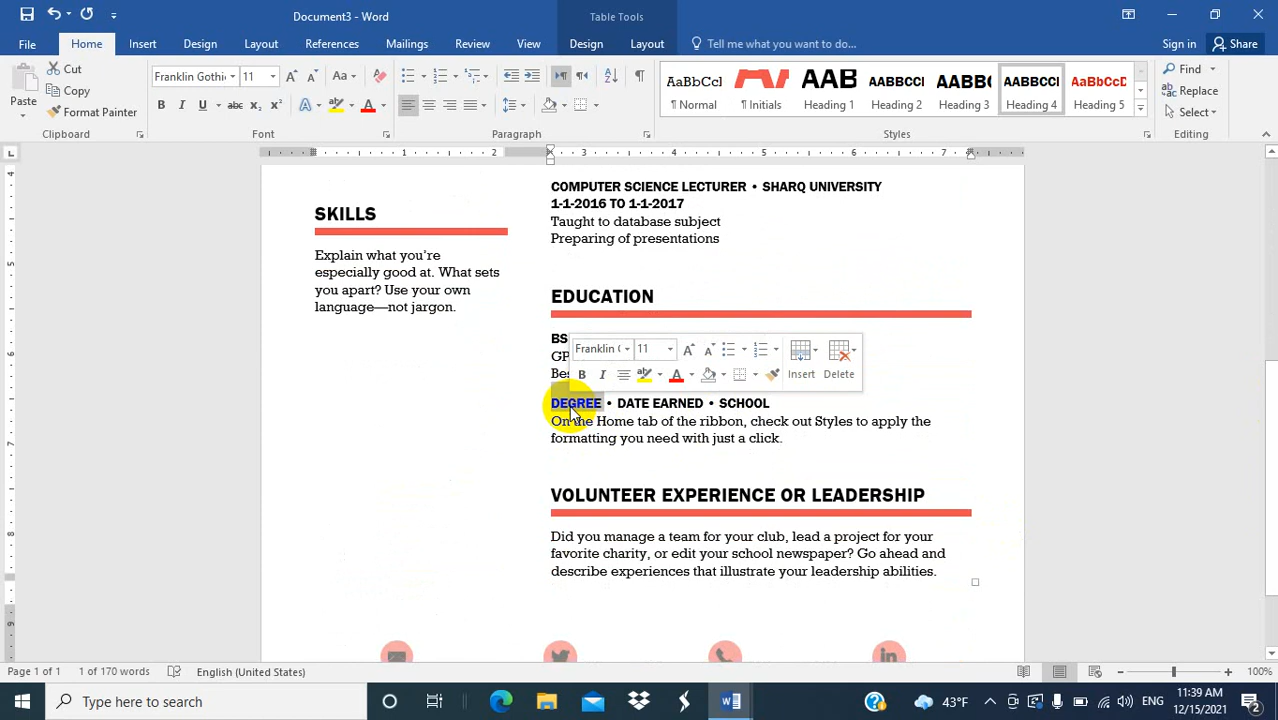 Document3 - Word
Table Tools
File
Home
Insert
Design
Layout
References
Mailings
Review
View
Design
Layout
Tell me what you want to do...
Sign in
Share
Paste
Cut
Copy
Format Painter
Clipboard
Franklin Gothi
11
Font
Paragraph
AaBbCcI
¶ Normal
¶ Initials
AAB
Heading 1
AABBCCI
Heading 2
AABBC
Heading 3
AABBCCI
Heading 4
AABBCCD
Heading 5
Styles
Find
Replace
Select
Editing
COMPUTER SCIENCE LECTURER • SHARQ UNIVERSITY
1-1-2016 TO 1-1-2017
Taught to database subject
Preparing of presentations
SKILLS
Explain what you’re
especially good at. What sets
you apart? Use your own
language—not jargon.
EDUCATION
BS
GP
Bes
Franklin G
11
Insert
Delete
DEGREE • DATE EARNED • SCHOOL
On the Home tab of the ribbon, check out Styles to apply the
formatting you need with just a click.
VOLUNTEER EXPERIENCE OR LEADERSHIP
Did you manage a team for your club, lead a project for your
favorite charity, or edit your school newspaper? Go ahead and
describe experiences that illustrate your leadership abilities.
Page 1 of 1
1 of 170 words
English (United States)
100%
Type here to search
43°F
ENG
11:39 AM
12/15/2021
2